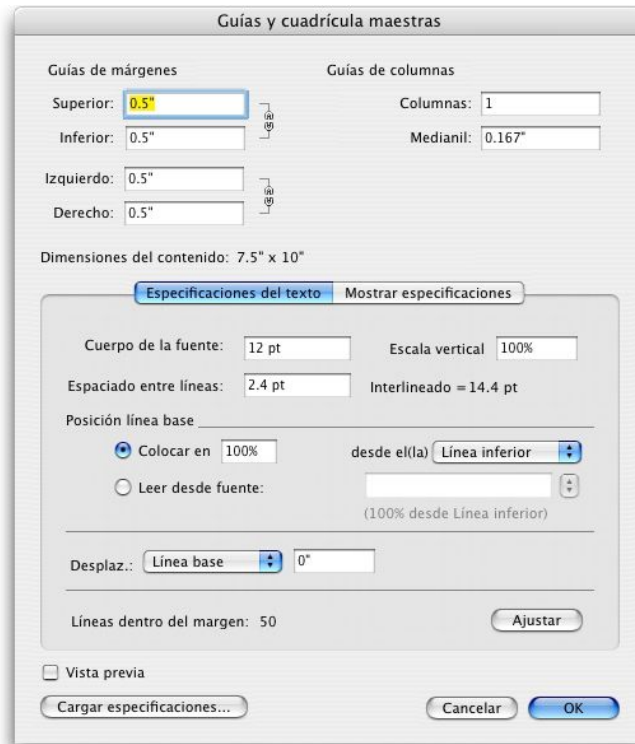 Guías y cuadrícula maestras
Guías de márgenes
Superior: 0.5"
Inferior: 0.5"
Izquierdo: 0.5"
Derecho: 0.5"
Guías de columnas
Columnas: 1
Medianil: 0.167"
Dimensiones del contenido: 7.5" x 10"
Especificaciones del texto Mostrar especificaciones
Cuerpo de la fuente: 12 pt Escala vertical 100%
Espaciado entre líneas: 2.4 pt Interlineado = 14.4 pt
Posición línea base
Colocar en 100% desde el(la) Línea inferior
Leer desde fuente:
(100% desde Línea inferior)
Desplaz.: Línea base 0"
Líneas dentro del margen: 50 Ajustar
Vista previa
Cargar especificaciones... Cancelar OK